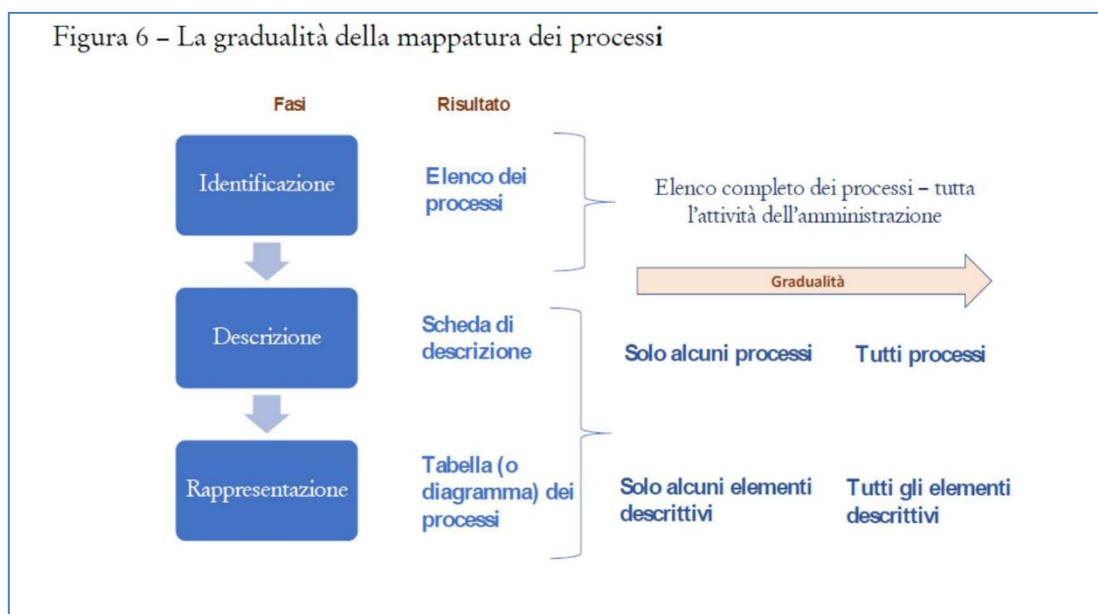 Figura 6 – La gradualità della mappatura dei processi
Fasi
Risultato
Identificazione
Elenco dei
processi
Elenco completo dei processi – tutta
l'attività dell'amministrazione
Gradualità
Descrizione
Scheda di
descrizione
Solo alcuni processi
Tutti processi
Rappresentazione
Tabella (o
diagramma) dei
processi
Solo alcuni elementi
descrittivi
Tutti gli elementi
descrittivi